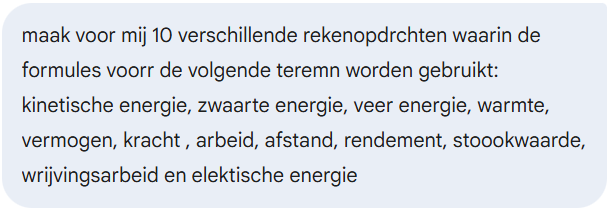 maak voor mij 10 verschillende rekenopdrchten waarin de
formules voorr de volgende teremn worden gebruikt:
kinetische energie, zwaarte energie, veer energie, warmte,
vermogen, kracht , arbeid, afstand, rendement, stoookwaarde,
wrijvingsarbeid en elektische energie